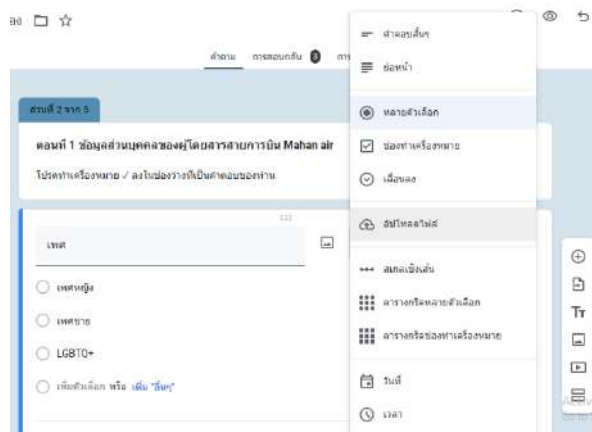 อง
คำถาม การตอบกลับ 3 กา
คำตอบสั้นๆ
ย่อหน้า
หลายตัวเลือก
ช่องทำเครื่องหมาย
เลื่อนลง
อัปโหลดไฟล์
สเกลเชิงเส้น
ตารางกริดหลายตัวเลือก
ตารางกริดช่องทำเครื่องหมาย
วันที่
เวลา
ส่วนที่ 2 จาก 5
ตอนที่ 1 ข้อมูลส่วนบุคคลของผู้โดยสารสายการบิน Mahan air
โปรดทำเครื่องหมาย ✓ ลงในช่องว่างที่เป็นคำตอบของท่าน
เพศ
เพศหญิง
เพศชาย
LGBTQ+
เพิ่มตัวเลือก หรือ เพิ่ม "อื่นๆ"
Tт